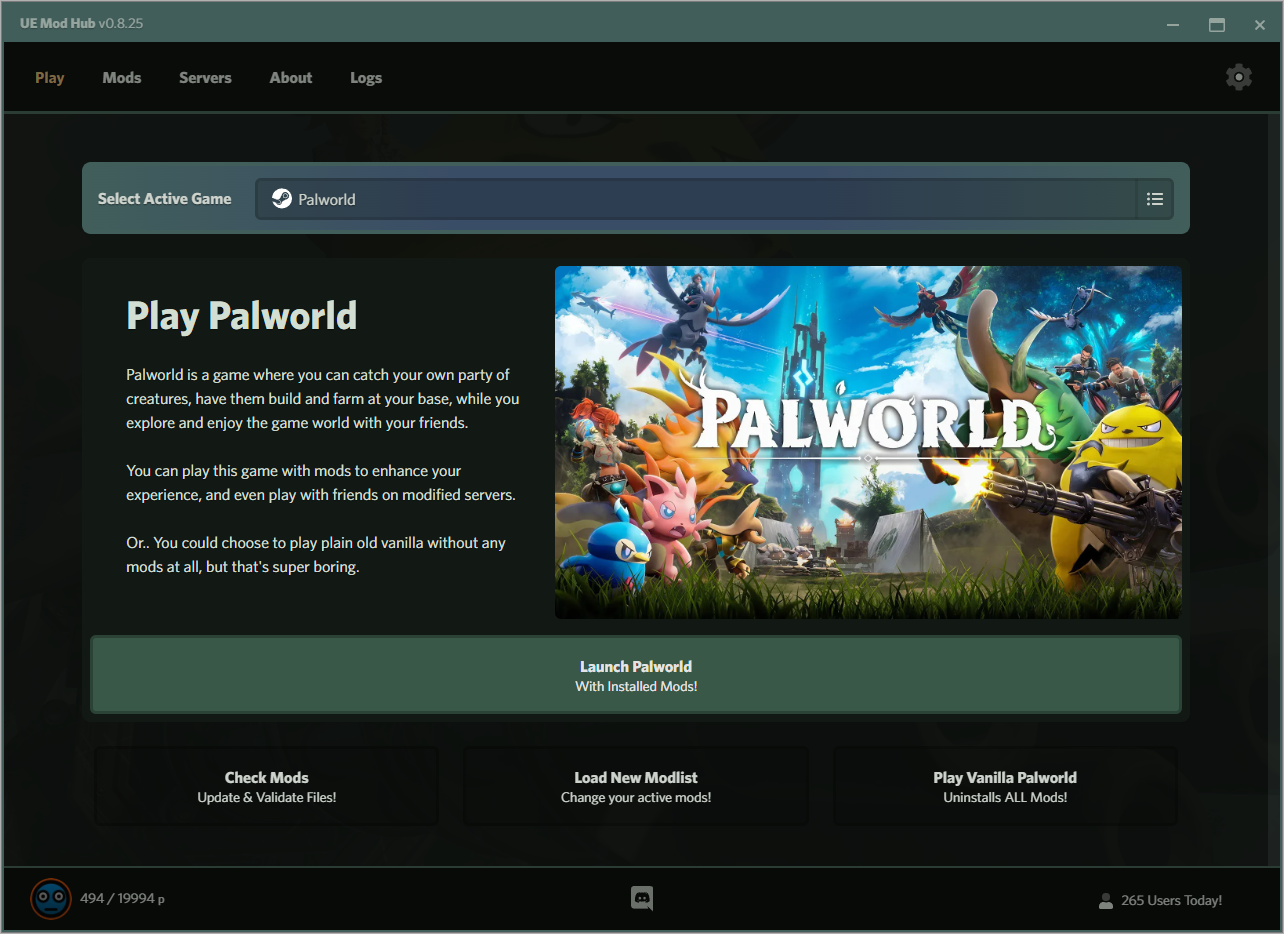 UE Mod Hub v0.8.25
Play Mods Servers About Logs
Select Active Game Palworld
Play Palworld
Palworld is a game where you can catch your own party of
creatures, have them build and farm at your base, while you
explore and enjoy the game world with your friends.
You can play this game with mods to enhance your
experience, and even play with friends on modified servers.
Or.. You could choose to play plain old vanilla without any
mods at all, but that's super boring.
PALWORLD
Launch Palworld
With Installed Mods!
Check Mods
Update & Validate Files!
Load New Modlist
Change your active mods!
Play Vanilla Palworld
Uninstalls ALL Mods!
494 / 19994 p
265 Users Today!